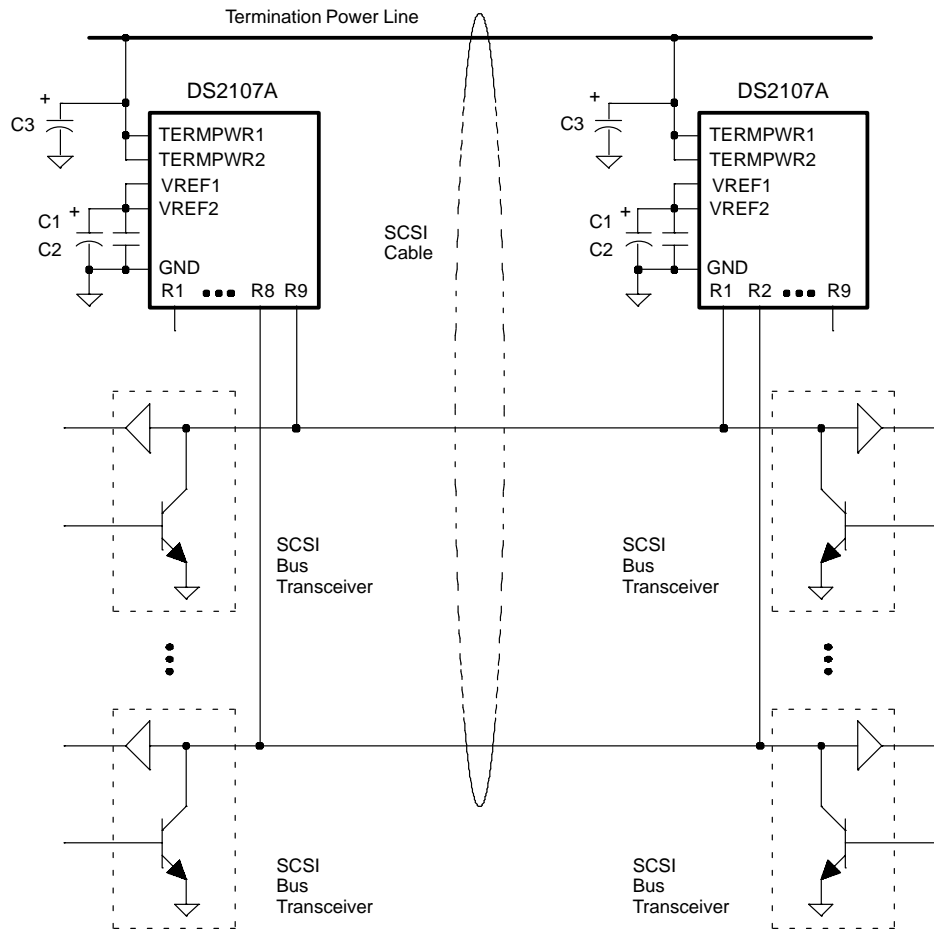 Termination Power Line
DS2107A
DS2107A
+
C3
TERMPWR1
TERMPWR2
VREF1
VREF2
+
C1
C2
GND
R1 ••• R8 R9
+
C3
TERMPWR1
TERMPWR2
VREF1
VREF2
+
C1
C2
GND
R1 R2 ••• R9
SCSI
Cable
SCSI
Bus
Transceiver
SCSI
Bus
Transceiver
SCSI
Bus
Transceiver
SCSI
Bus
Transceiver